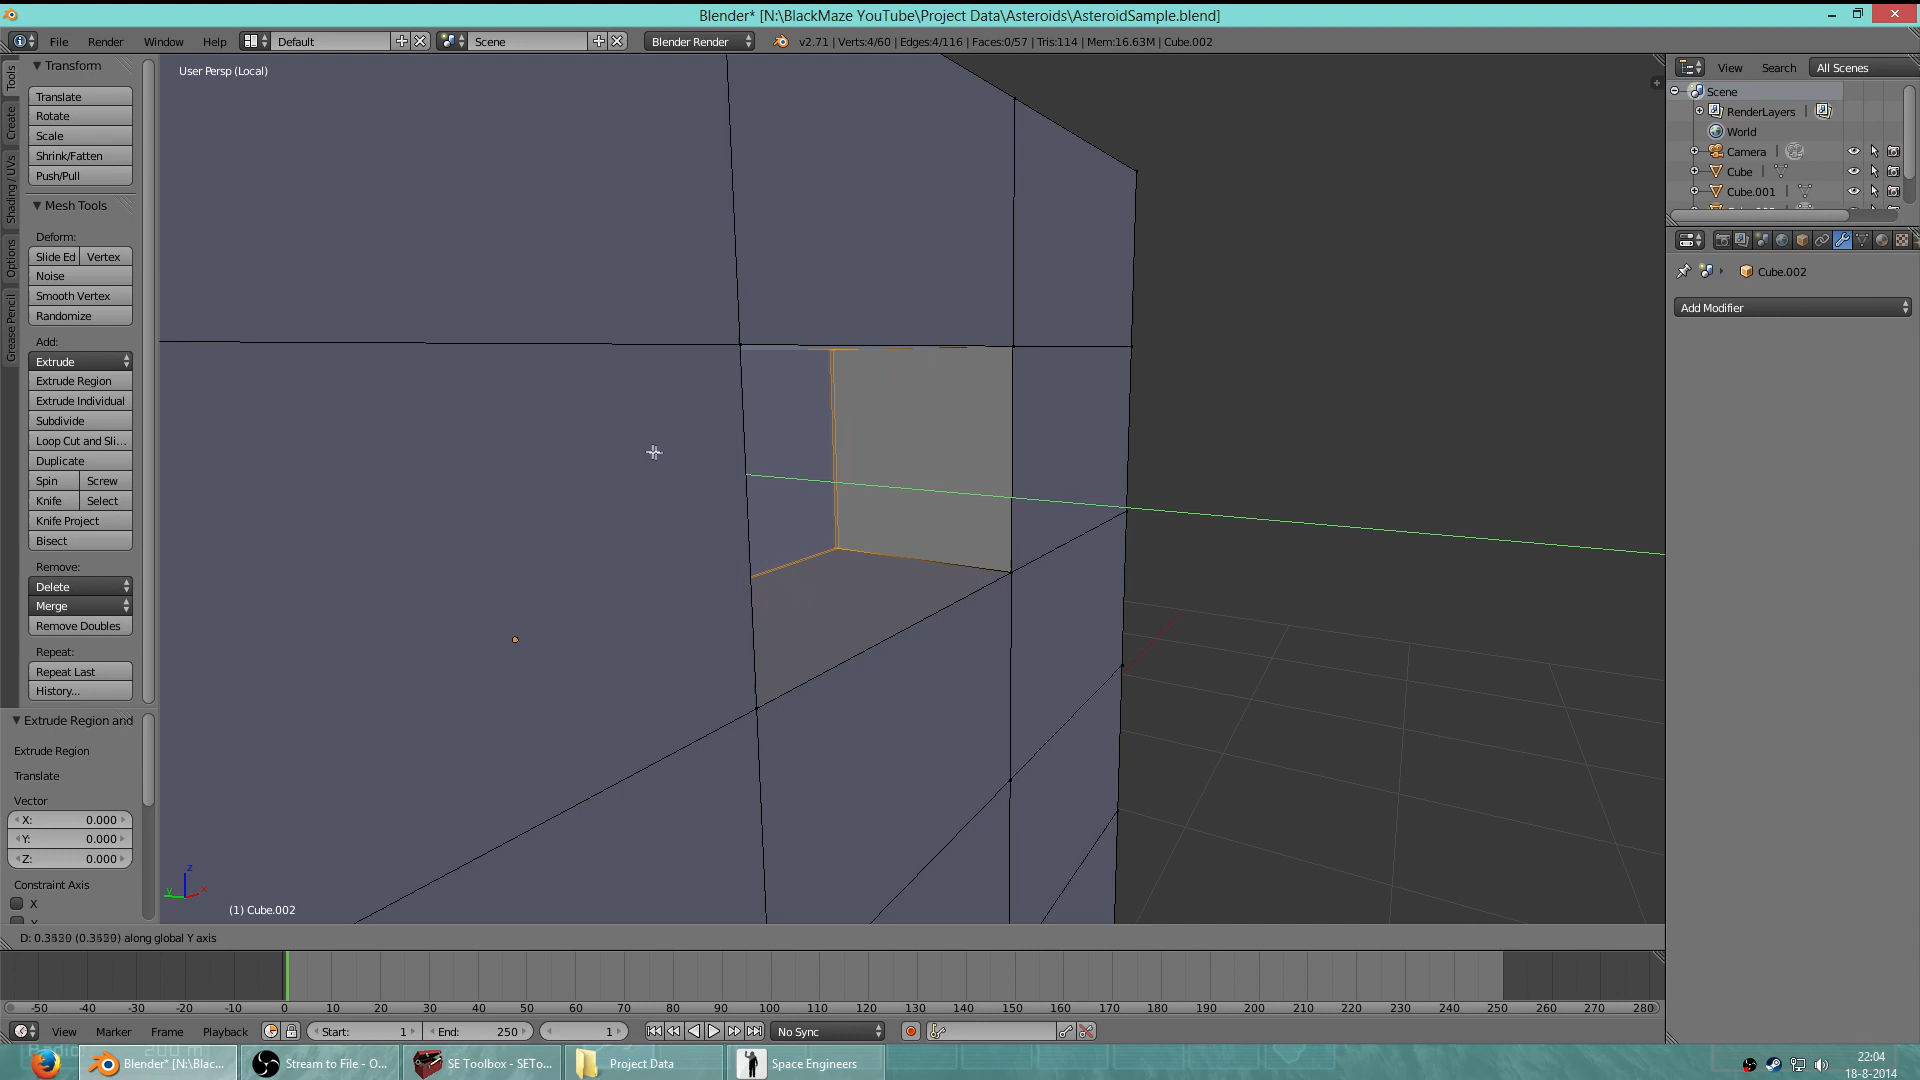 Blender* [N:\BlackMaze YouTube\Project Data\Asteroids\AsteroidSample.blend]
File Render Window Help Default Scene Blender Render v2.71 | Verts:4/60 | Edges:4/116 | Faces:0/57 | Tris:114 | Mem:16.63M | Cube.002
Tools
Create
Shading / UVs
Options
Grease Pencil
Transform
Translate
Rotate
Scale
Shrink/Fatten
Push/Pull
Mesh Tools
Deform:
Slide Ed Vertex
Noise
Smooth Vertex
Randomize
Add:
Extrude
Extrude Region
Extrude Individual
Subdivide
Loop Cut and Sli...
Duplicate
Spin Screw
Knife Select
Knife Project
Bisect
Remove:
Delete
Merge
Remove Doubles
Repeat:
Repeat Last
History...
Extrude Region and
Extrude Region
Translate
Vector
X: 0.000
Y: 0.000
Z: 0.000
Constraint Axis
X
User Persp (Local)
z
y x
(1) Cube.002
along global Y axis
View Search All Scenes
Scene
RenderLayers
World
Camera
Cube
Cube.001
Cube.002
Add Modifier
-50 -40 -30 -20 -10 0 10 20 30 40 50 60 70 80 90 100 110 120 130 140 150 160 170 180 190 200 210 220 230 240 250 260 270 280
View Marker Frame Playback Start: 1 End: 250 1 No Sync
Blender* [N:\Blac... Stream to File - O... SE Toolbox - SETo... Project Data Space Engineers
22:04
18-8-2014